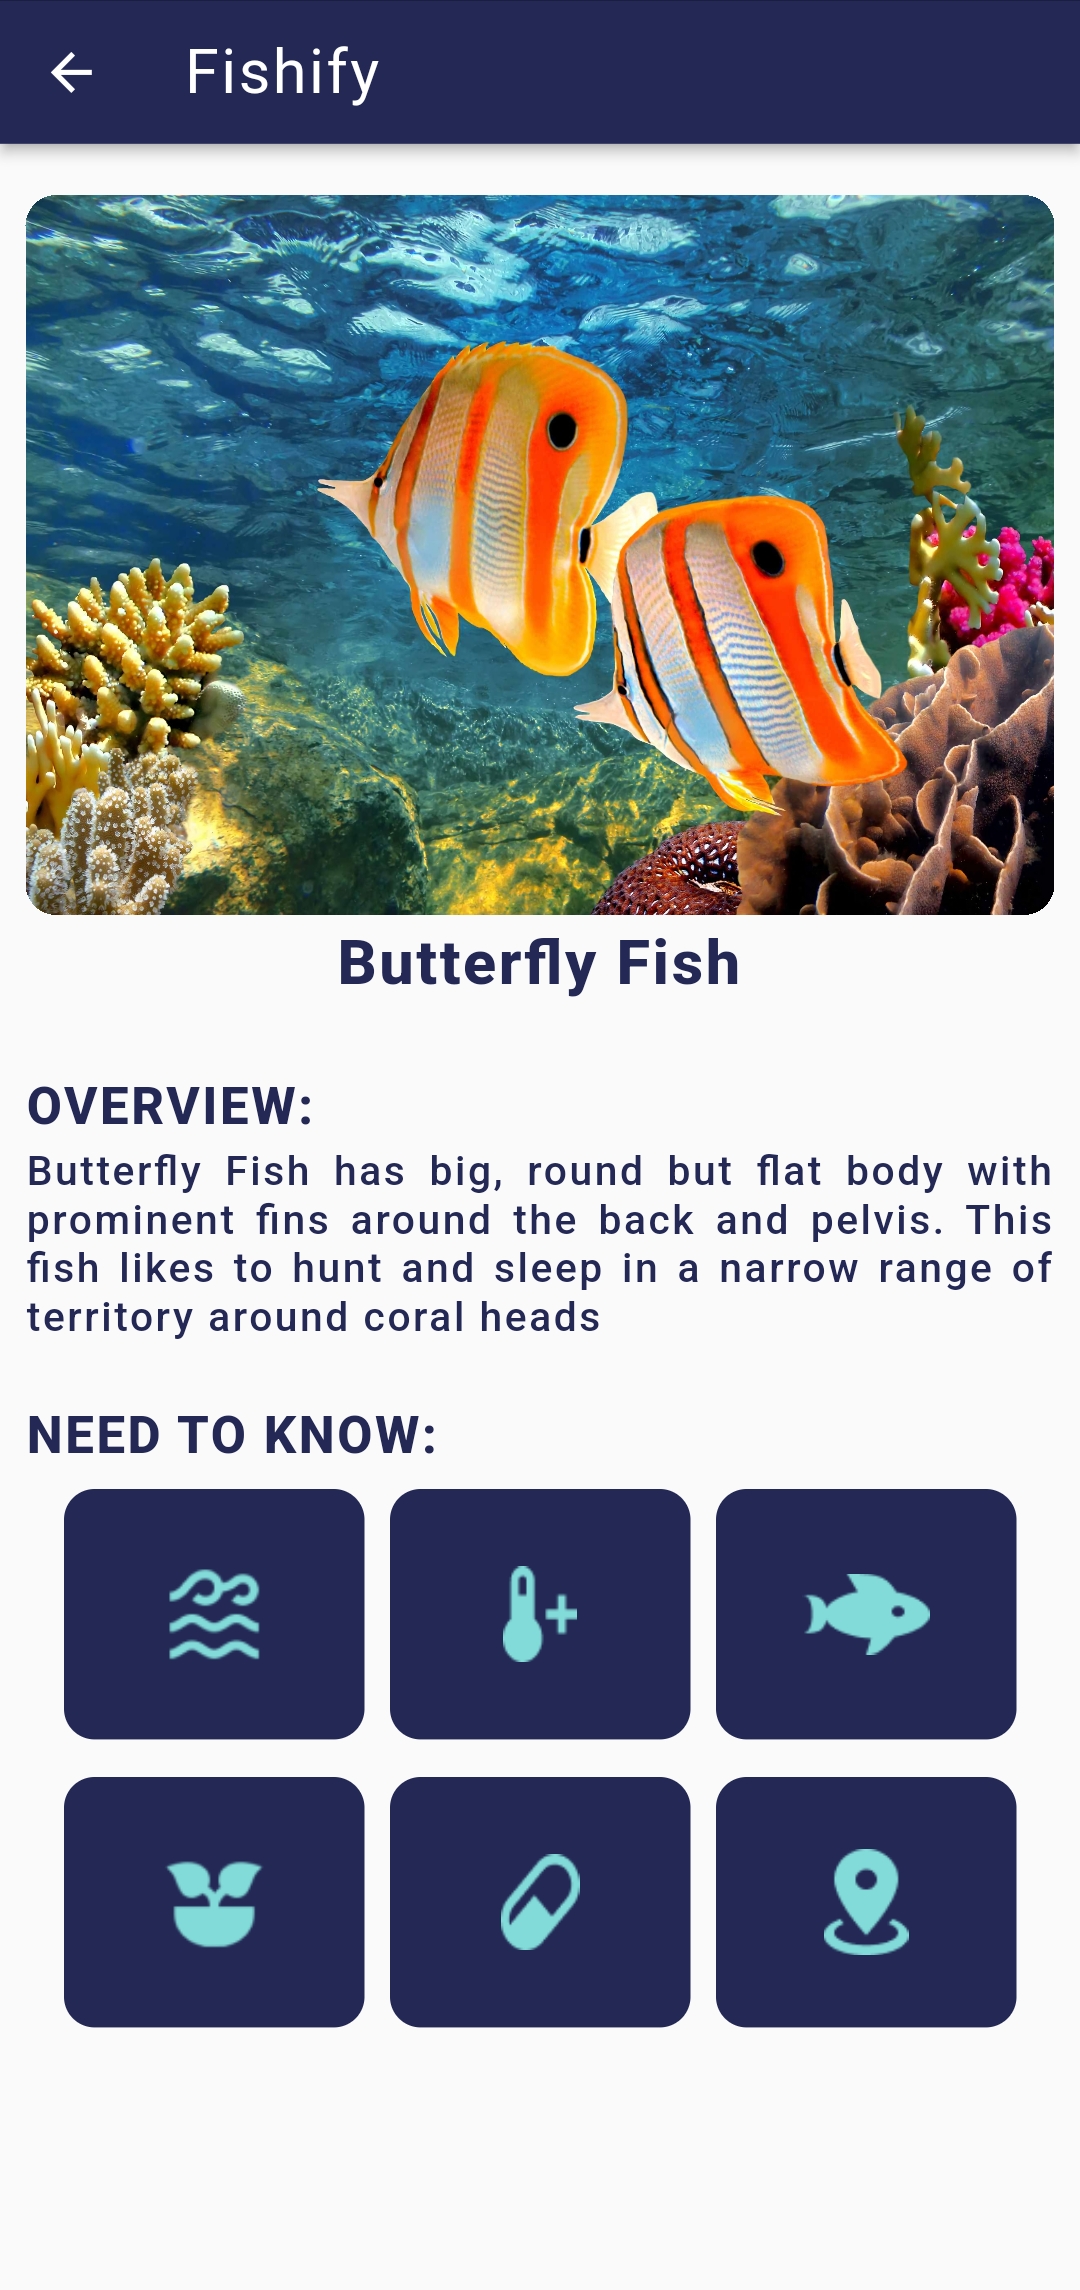 Fishify
Butterfly Fish
OVERVIEW:
Butterfly Fish has big, round but flat body with
prominent fins around the back and pelvis. This
fish likes to hunt and sleep in a narrow range of
territory around coral heads
NEED TO KNOW: